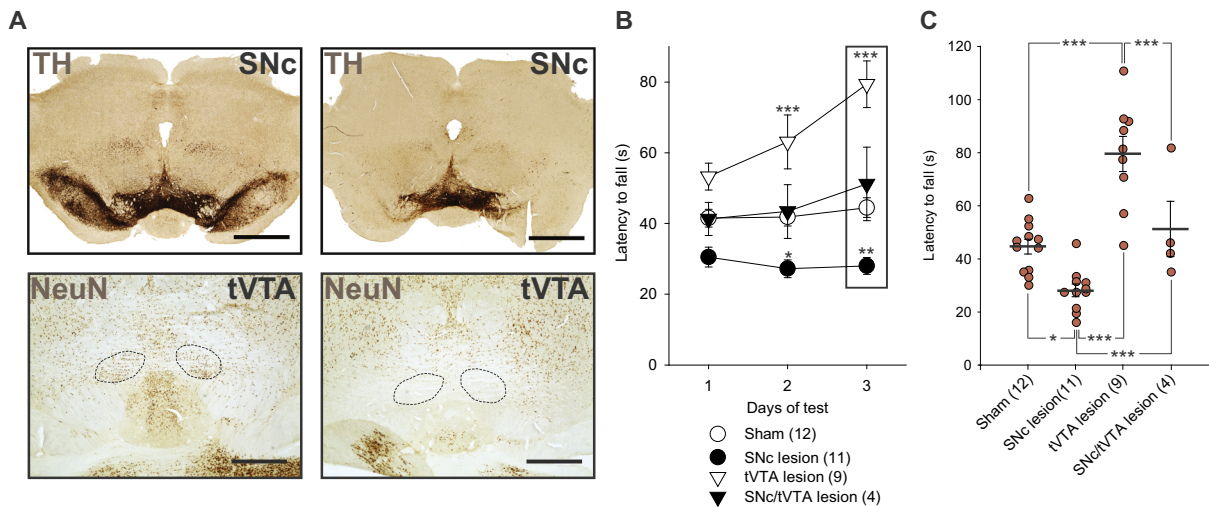 A
TH SNc
TH SNc
NeuN tVTA
NeuN tVTA
B
Latency to fall (s)
80
60
40
20
0
***
***
*
**
1 2 3
Days of test
Sham (12)
SNc lesion (11)
tVTA lesion (9)
SNc/tVTA lesion (4)
C
Latency to fall (s)
120
100
80
60
40
20
0
*** ***
* ***
***
Sham (12)
SNc lesion(11)
tVTA lesion (9)
SNc/tVTA lesion (4)